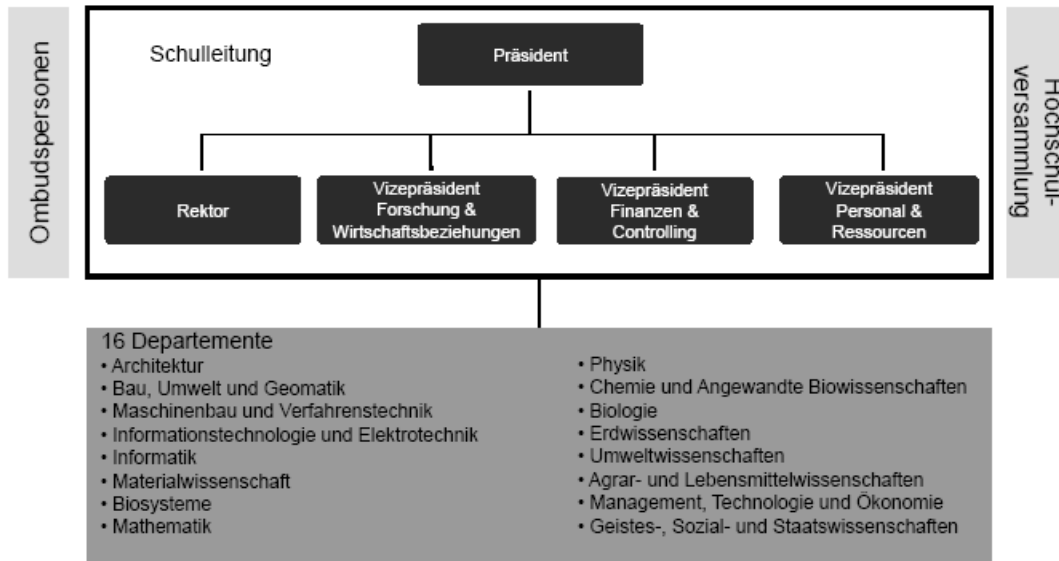 Ombudspersonen
Schulleitung
Präsident
Rektor
Vizepräsident
Forschung &
Wirtschaftsbeziehungen
Vizepräsident
Finanzen &
Controlling
Vizepräsident
Personal &
Ressourcen
Hochschul-
versammlung
16 Departemente
• Architektur
• Bau, Umwelt und Geomatik
• Maschinenbau und Verfahrenstechnik
• Informationstechnologie und Elektrotechnik
• Informatik
• Materialwissenschaft
• Biosysteme
• Mathematik
• Physik
• Chemie und Angewandte Biowissenschaften
• Biologie
• Erdwissenschaften
• Umweltwissenschaften
• Agrar- und Lebensmittelwissenschaften
• Management, Technologie und Ökonomie
• Geistes-, Sozial- und Staatswissenschaften